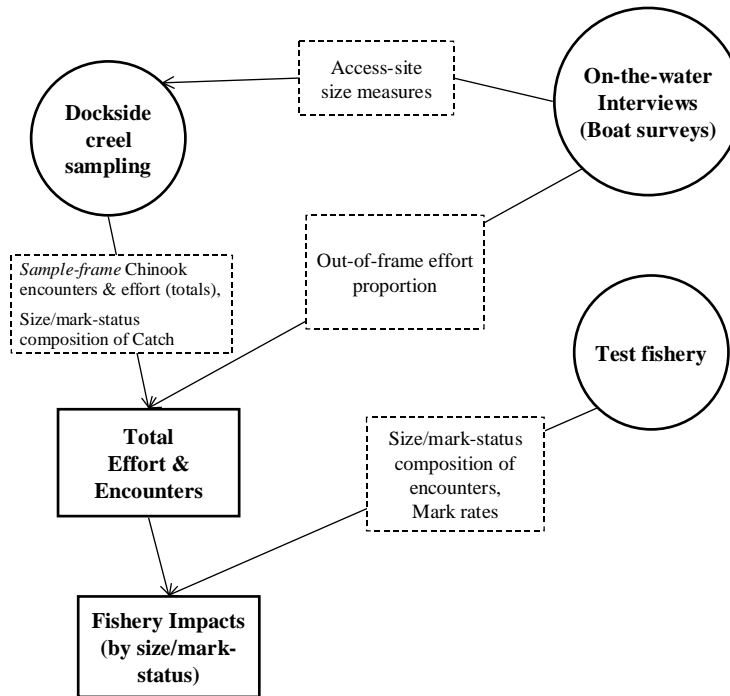 Access-site
size measures
On-the-water
Interviews
(Boat surveys)
Dockside
creel
sampling
Sample-frame Chinook
encounters & effort (totals),
Size/mark-status
composition of Catch
Out-of-frame effort
proportion
Test fishery
Total
Effort &
Encounters
Size/mark-status
composition of
encounters,
Mark rates
Fishery Impacts
(by size/mark-
status)